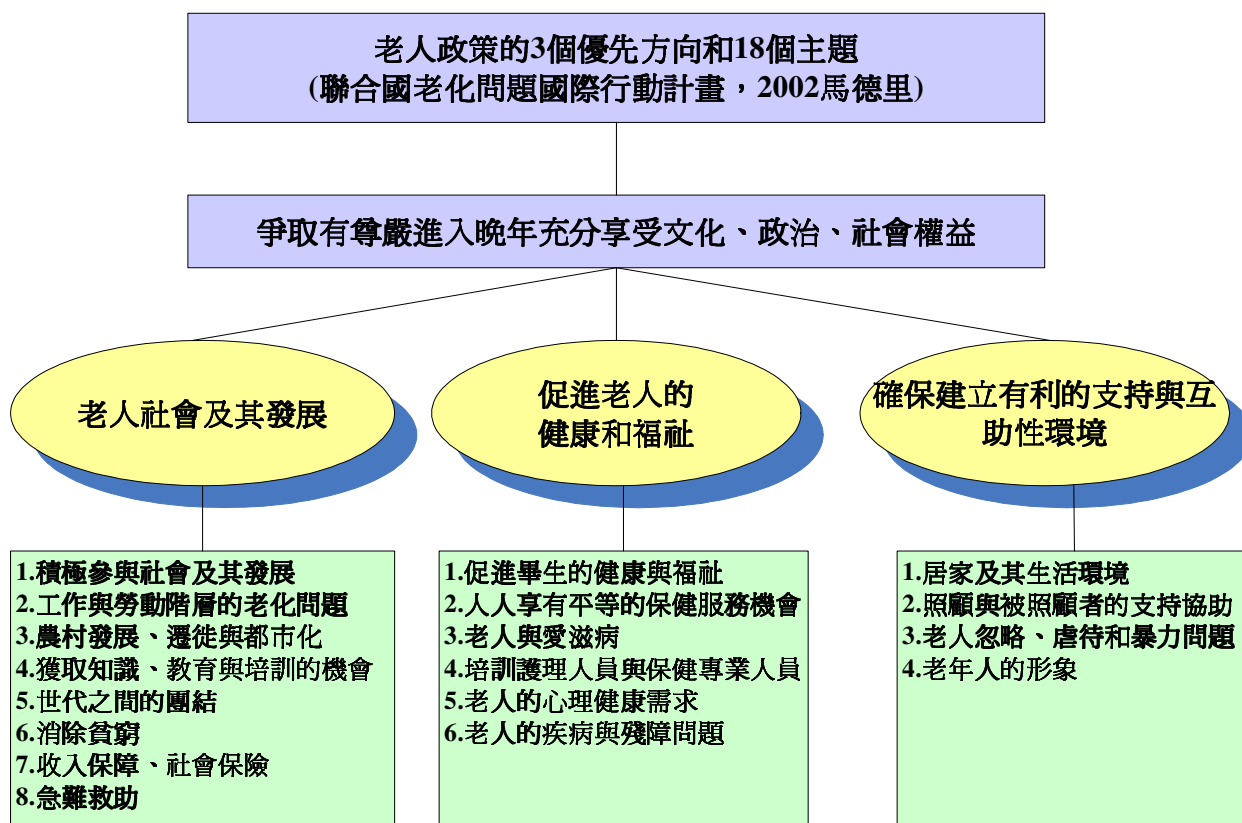 老人政策的3個優先方向和18個主題
(聯合國老化問題國際行動計畫，2002馬德里)
爭取有尊嚴進入晚年充分享受文化、政治、社會權益
老人社會及其發展
促進老人的
健康和福祉
確保建立有利的支持與互
助性環境
1.積極參與社會及其發展
2.工作與勞動階層的老化問題
3.農村發展、遷徙與都市化
4.獲取知識、教育與培訓的機會
5.世代之間的團結
6.消除貧窮
7.收入保障、社會保險
8.急難救助
1.促進畢生的健康與福祉
2.人人享有平等的保健服務機會
3.老人與愛滋病
4.培訓護理人員與保健專業人員
5.老人的心理健康需求
6.老人的疾病與殘障問題
1.居家及其生活環境
2.照顧與被照顧者的支持協助
3.老人忽略、虐待和暴力問題
4.老年人的形象